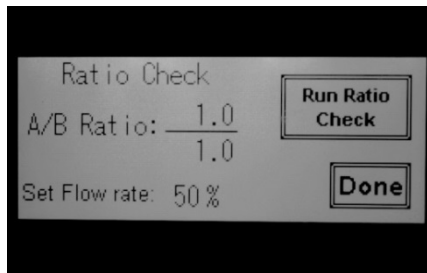 Ratio Check
A/B Ratio: 1.0
1.0
Set Flow rate: 50 %
Run Ratio
Check
Done